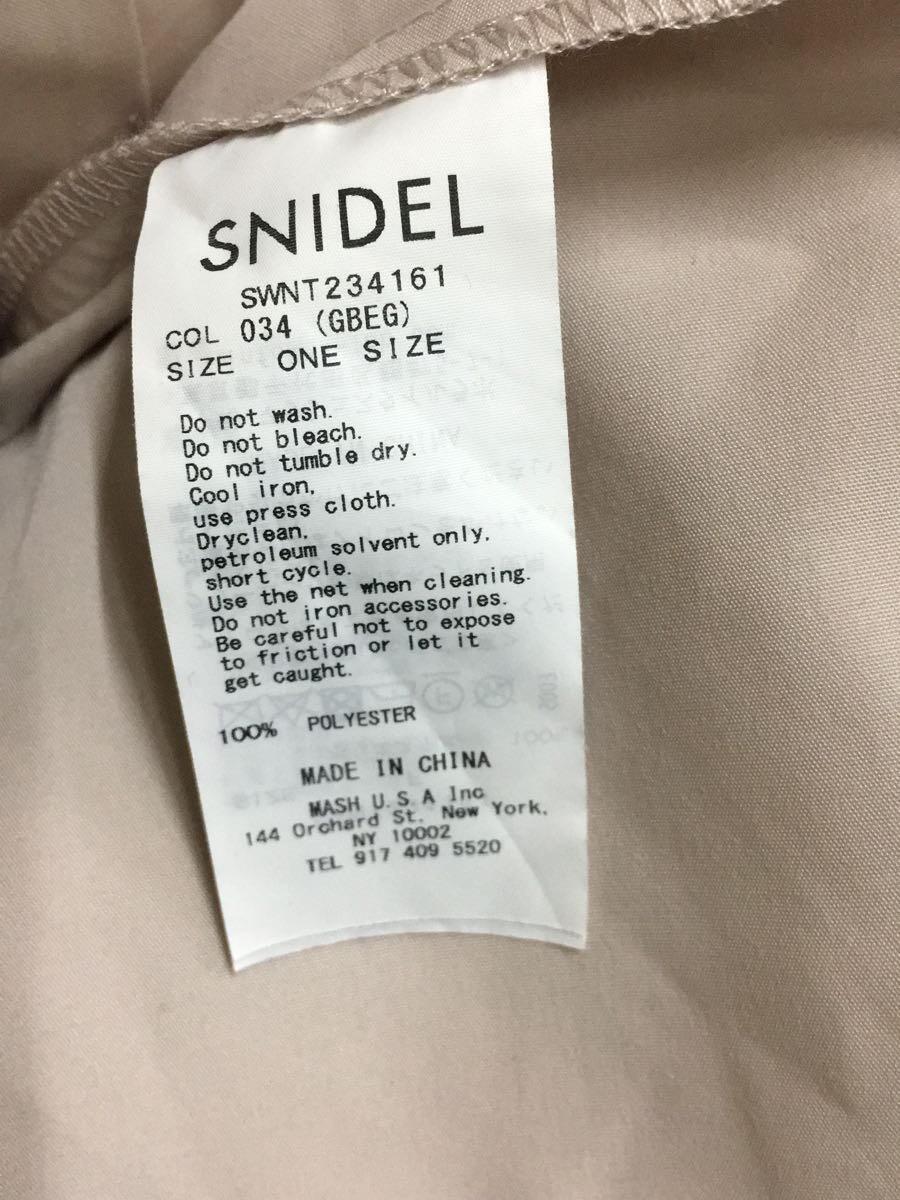 SNIDEL
SWNT234161
COL 034 (GBEG)
SIZE ONE SIZE
Do not wash.
Do not bleach.
Do not tumble dry.
Cool iron,
use press cloth.
Dryclean,
petroleum solvent only,
short cycle.
Use the net when cleaning.
Do not iron accessories.
Be careful not to expose
to friction or let it
get caught.
100% POLYESTER
MADE IN CHINA
MASH U.S.A Inc
144 Orchard St. New York,
NY 10002
TEL 917 409 5520